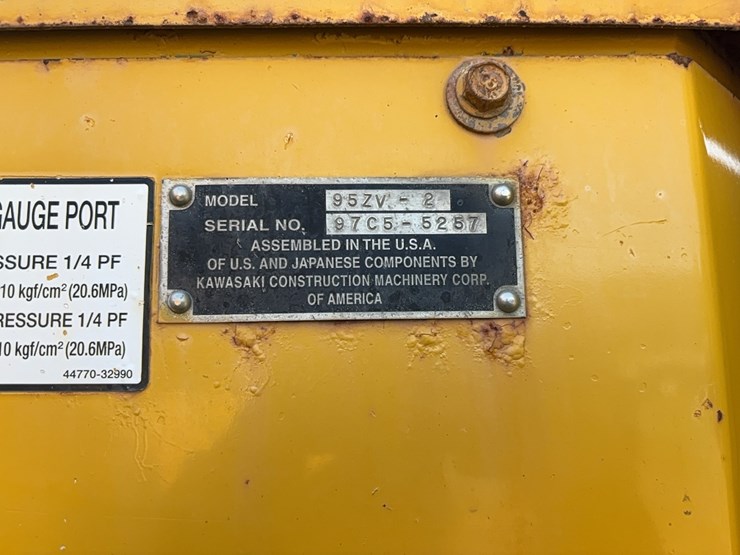 GAUGE PORT
SSURE 1/4 PF
10 kgf/cm² (20.6MPa)
RESSURE 1/4 PF
10 kgf/cm² (20.6MPa)
44770-32990
MODEL 95ZV - 2
SERIAL NO. 97C5 - 5257
ASSEMBLED IN THE U.S.A.
OF U.S. AND JAPANESE COMPONENTS BY
KAWASAKI CONSTRUCTION MACHINERY CORP.
OF AMERICA